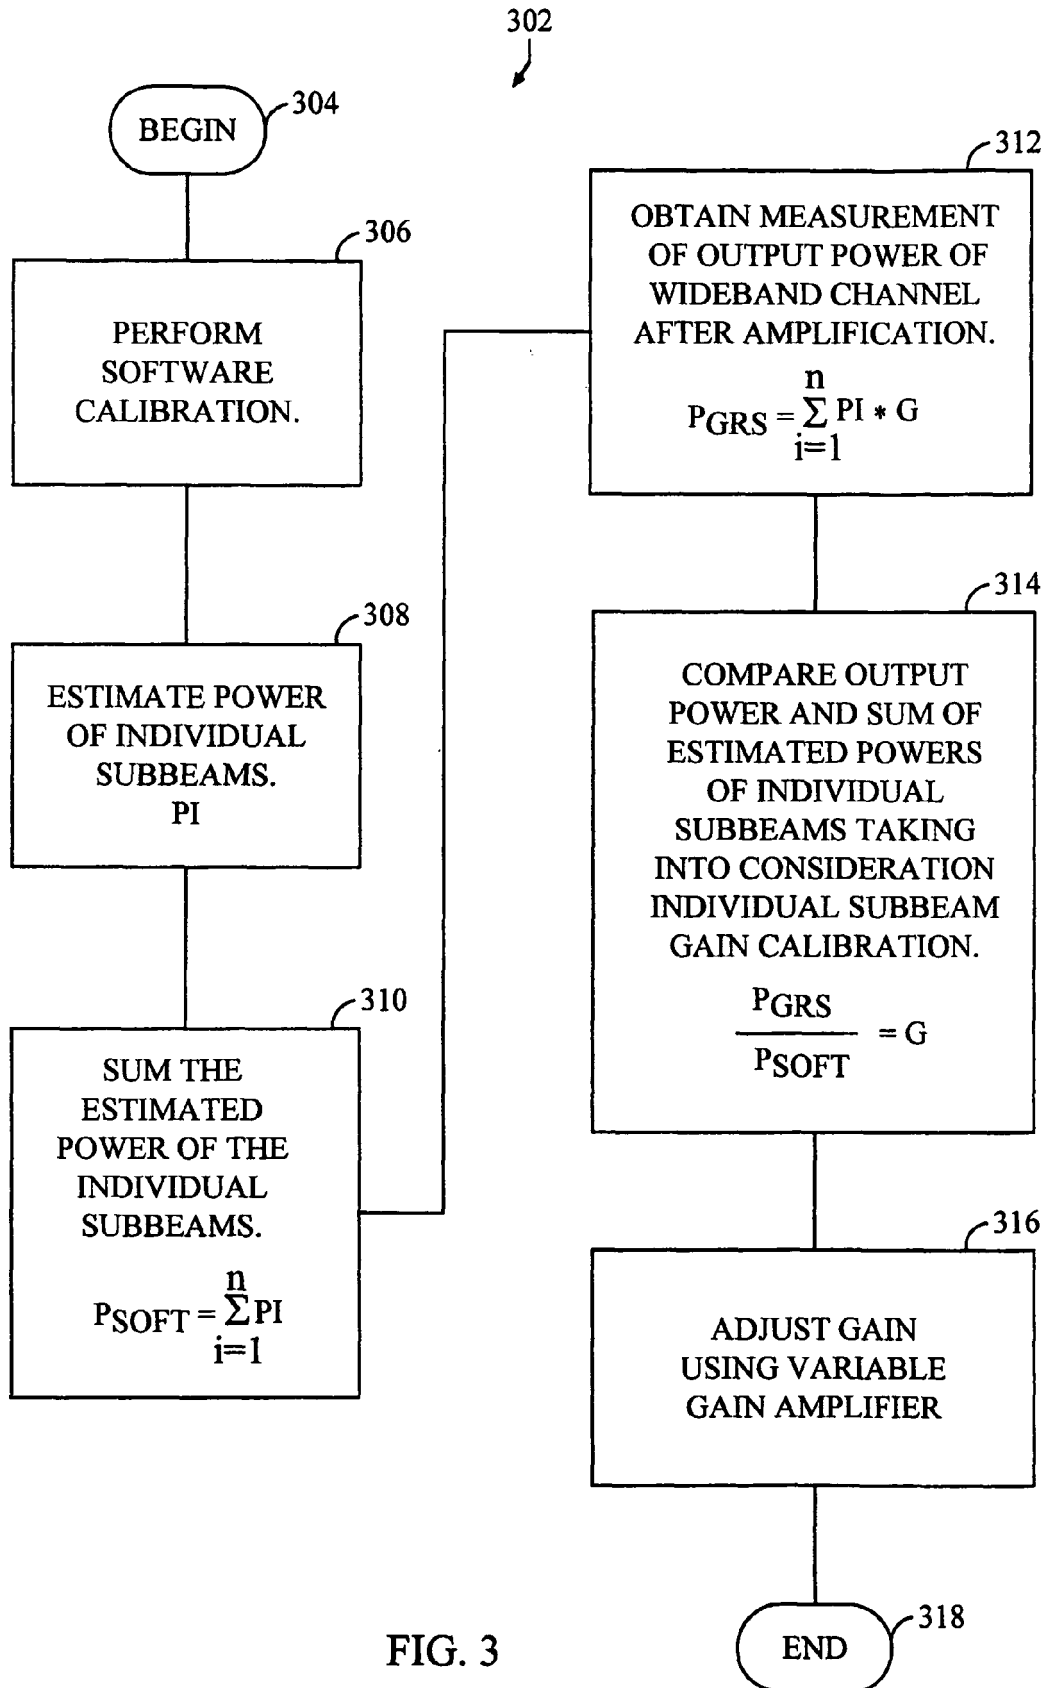 302
304
BEGIN
306
PERFORM
SOFTWARE
CALIBRATION.
308
ESTIMATE POWER
OF INDIVIDUAL
SUBBEAMS.
PI
310
SUM THE
ESTIMATED
POWER OF THE
INDIVIDUAL
SUBBEAMS.
n
PSOFT = Σ PI
i=1
312
OBTAIN MEASUREMENT
OF OUTPUT POWER OF
WIDEBAND CHANNEL
AFTER AMPLIFICATION.
n
PGRS = Σ PI * G
i=1
314
COMPARE OUTPUT
POWER AND SUM OF
ESTIMATED POWERS
OF INDIVIDUAL
SUBBEAMS TAKING
INTO CONSIDERATION
INDIVIDUAL SUBBEAM
GAIN CALIBRATION.
PGRS
= G
PSOFT
316
ADJUST GAIN
USING VARIABLE
GAIN AMPLIFIER
318
END
FIG. 3